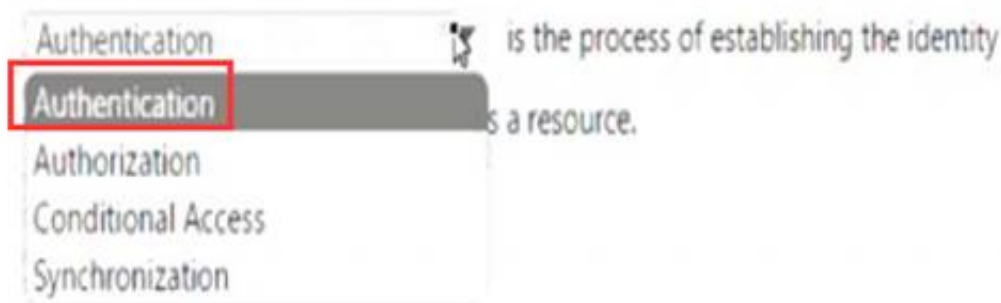 Authentication is the process of establishing the identity
Authentication
s a resource.
Authorization
Conditional Access
Synchronization